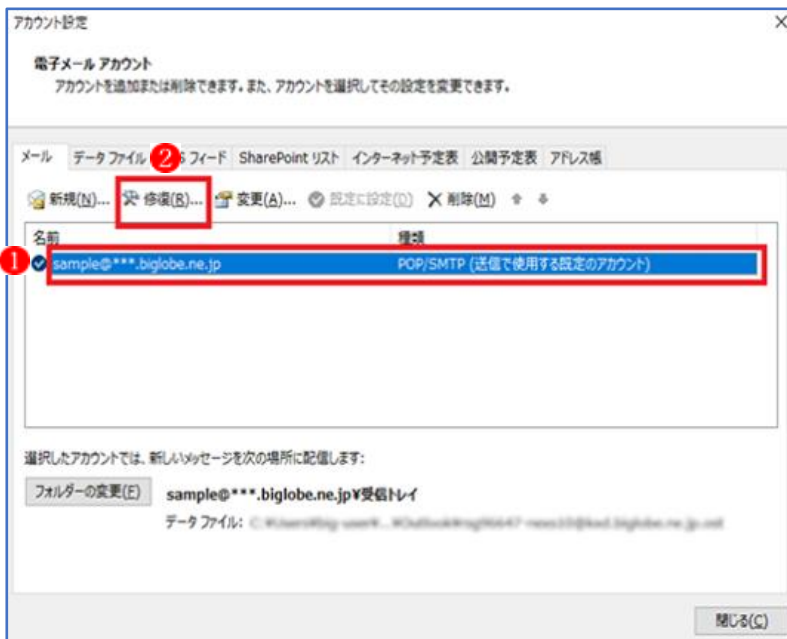 アカウント設定
電子メール アカウント
アカウントを追加または削除できます。また、アカウントを選択してその設定を変更できます。
メール データ ファイル 2 S フィード SharePoint リスト インターネット予定表 公開予定表 アドレス帳
新規(N)... 修復(R)... 変更(A)... 既定に設定(D) 削除(M)
名前 種類
1 sample@***.biglobe.ne.jp POP/SMTP (送信で使用する既定のアカウント)
選択したアカウントでは、新しいメッセージを次の場所に配信します:
フォルダーの変更(F) sample@***.biglobe.ne.jp¥受信トレイ
データ ファイル:
閉じる(C)